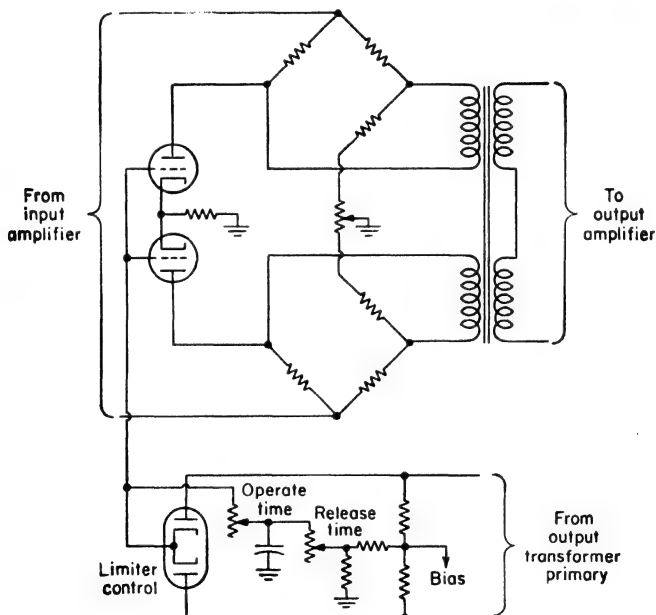 From
input
amplifier
To
output
amplifier
Operate
time
Release
time
Limiter
control
Bias
From
output
transformer
primary